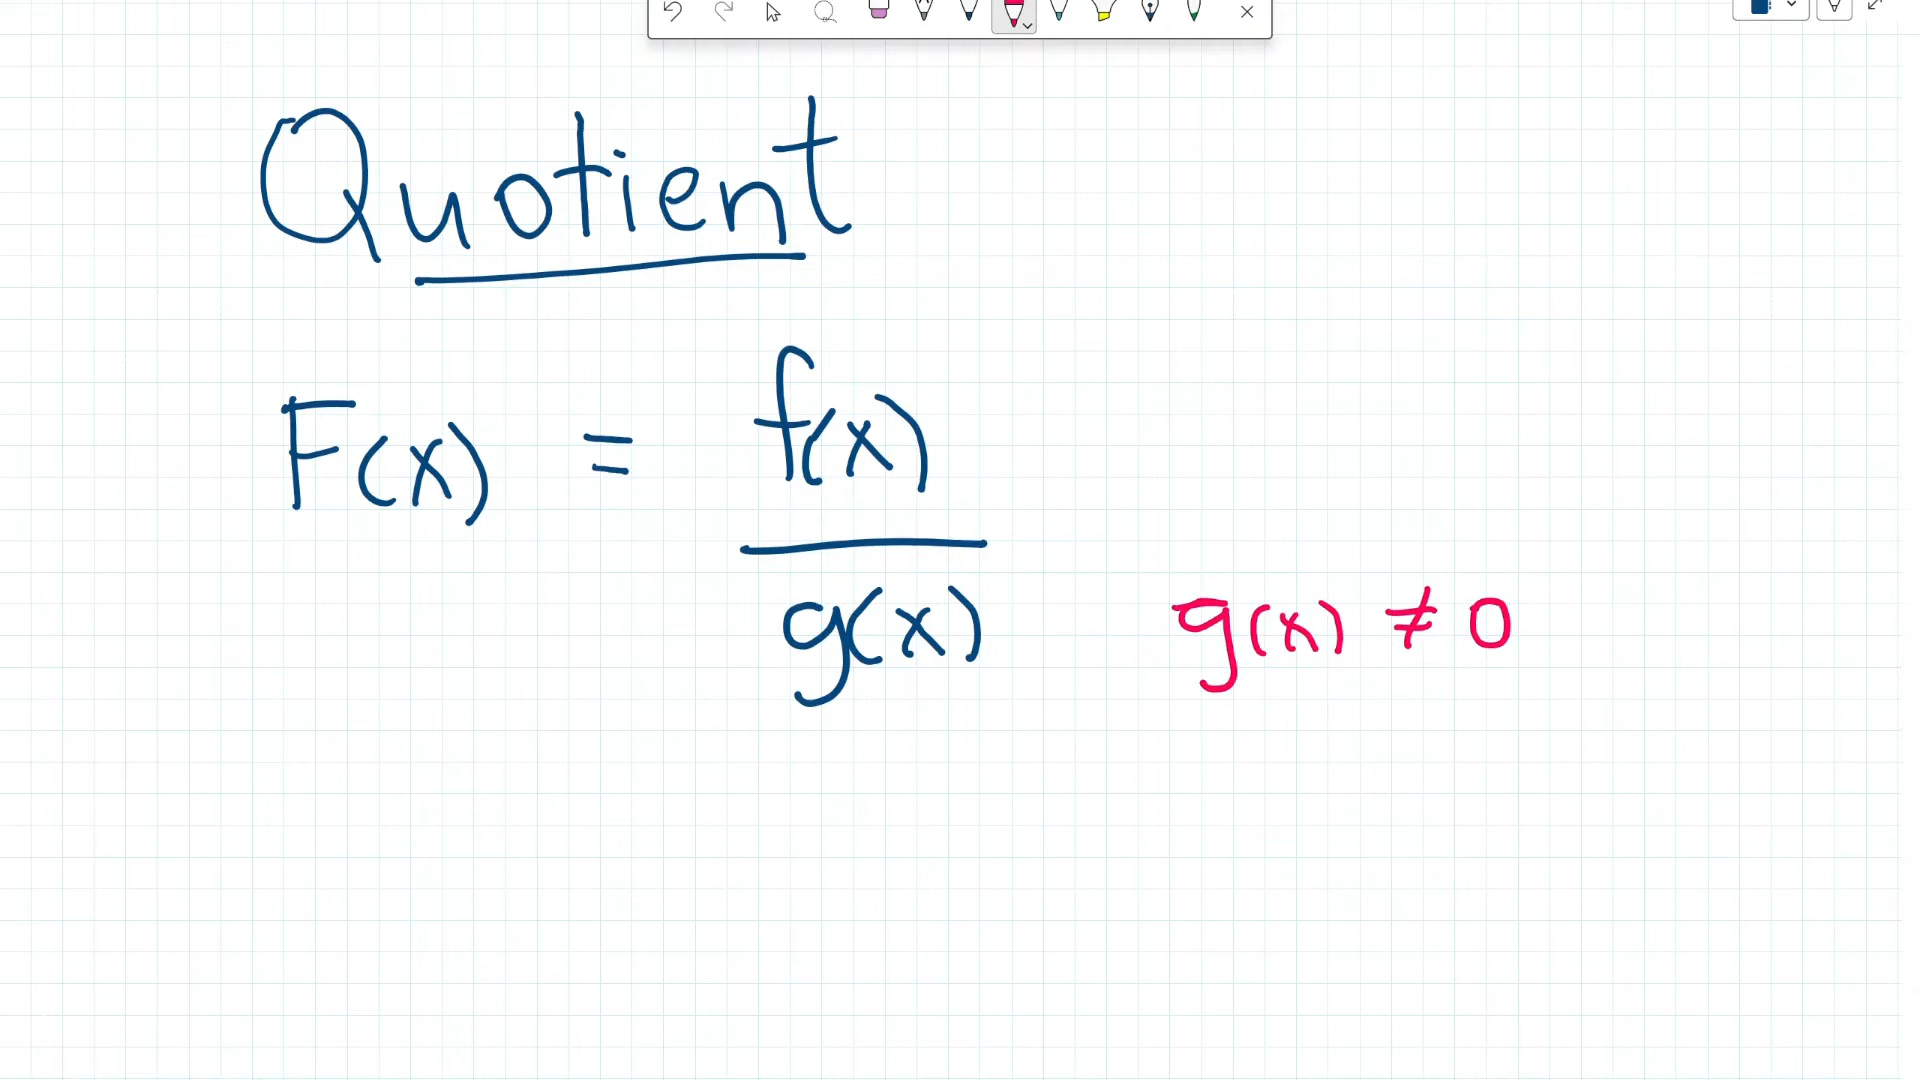 Quotient
F(x) = f(x)
g(x) g(x) ≠ 0